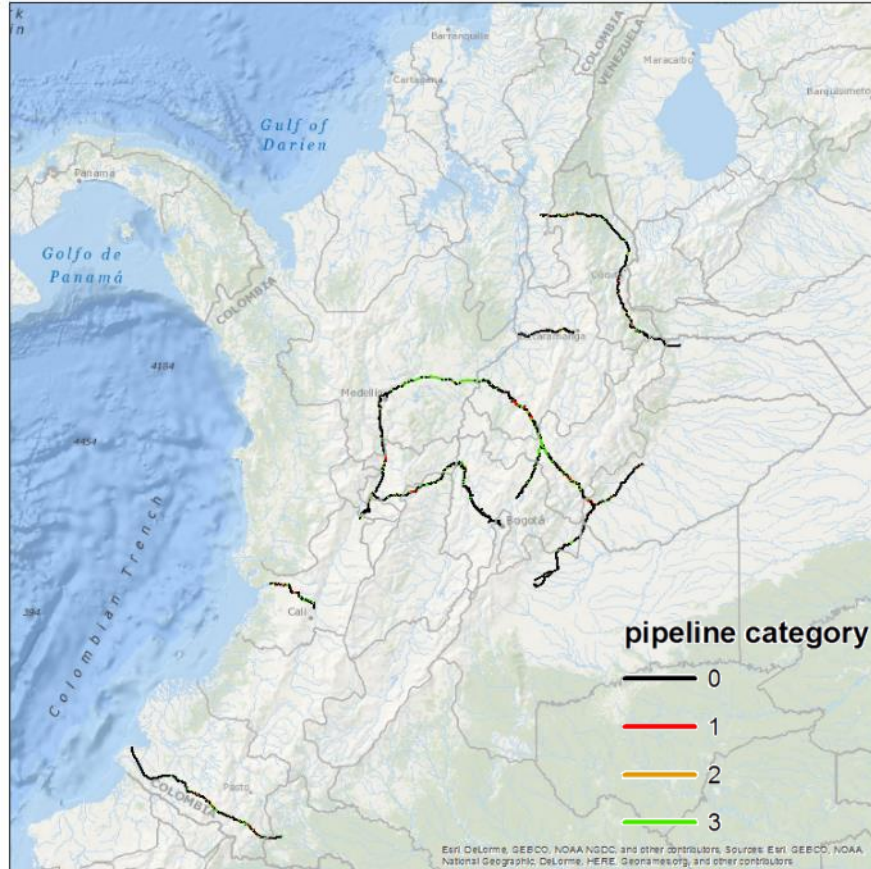 k
in
Barranquilla
COLOMBIA
VENEZUELA
Maracaibo
Cartagena
Barquisimeto
Gulf of
Darien
Panamá
Golfo de
Panamá
COLOMBIA
4184
Medellín
4454
Bogotá
Colombian Trench
394
Cali
pipeline category
0
1
2
3
Pasto
COLOMBIA
Esri, DeLorme, GEBCO, NOAA NGDC, and other contributors, Sources: Esri, GEBCO, NOAA,
National Geographic, DeLorme, HERE, Geonames.org, and other contributors